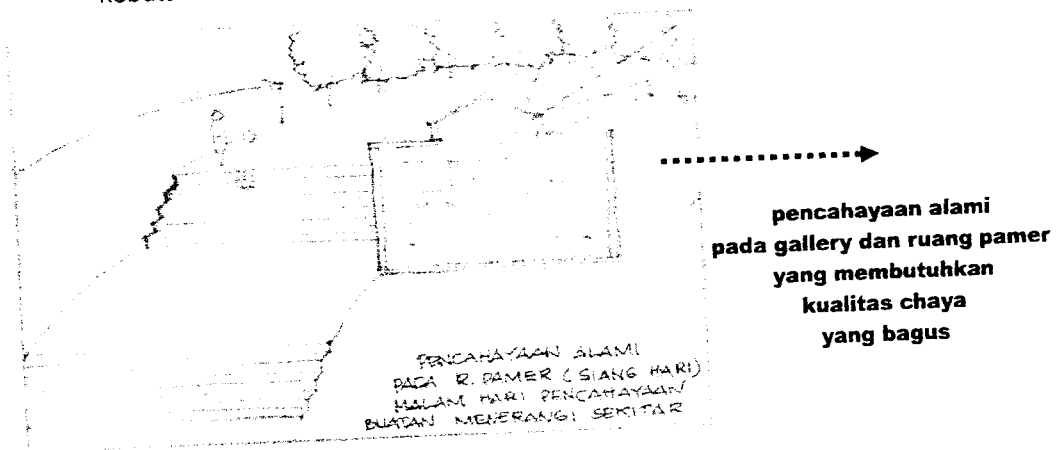 pencahayaan alami
pada gallery dan ruang pamer
yang membutuhkan
kualitas chaya
yang bagus
PENCAHAYAAN ALAMI
PADA R. PAMER (SIANG HARI)
MALAM HARI PENCAHAYAAN
BUATAN MENERANGI SEKITAR